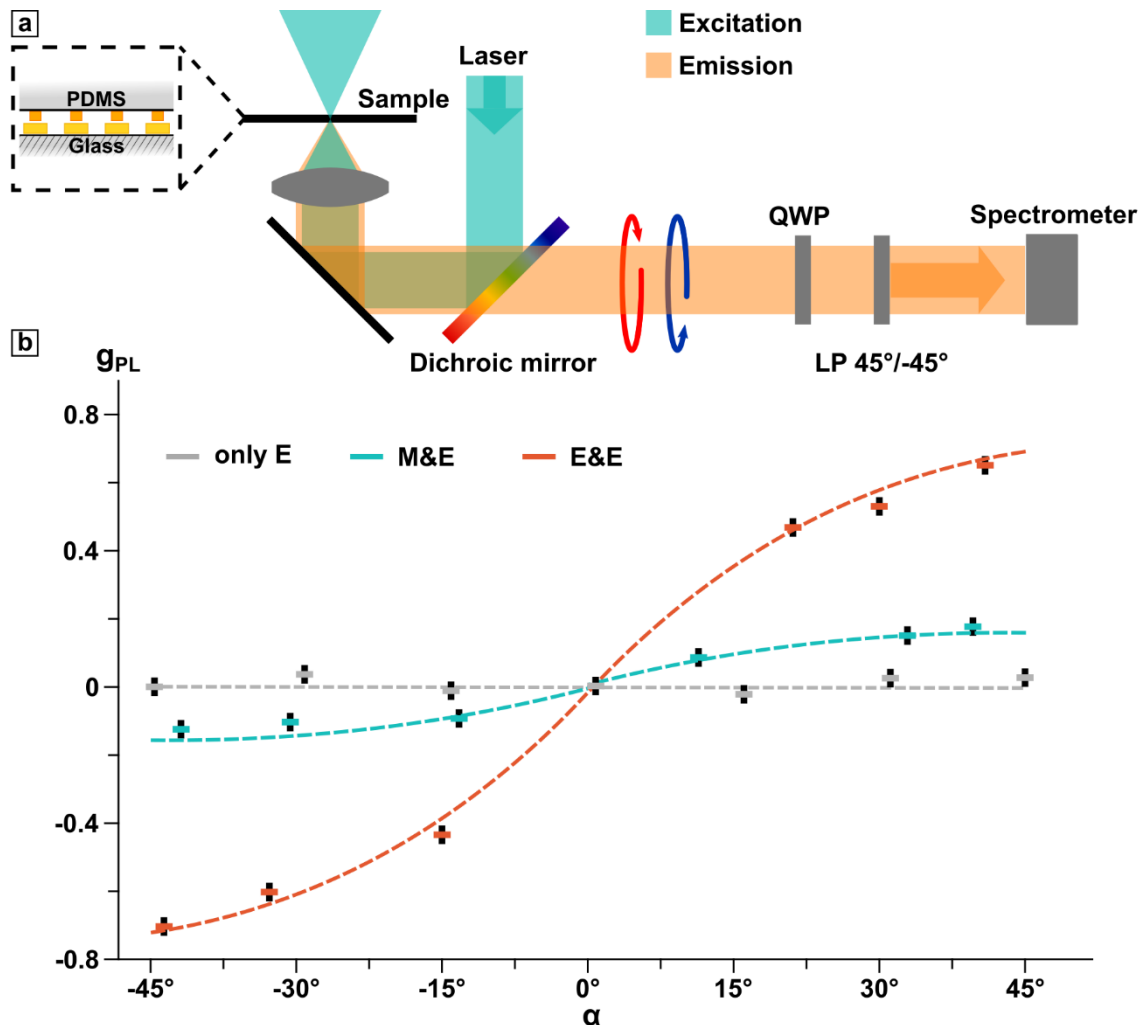 a
Excitation
Emission
Laser
Sample
PDMS
Glass
QWP
Spectrometer
Dichroic mirror
LP 45°/-45°
b
gPL
only E
M&E
E&E
0.8
0.4
0
-0.4
-0.8
-45°
-30°
-15°
0°
15°
30°
45°
α